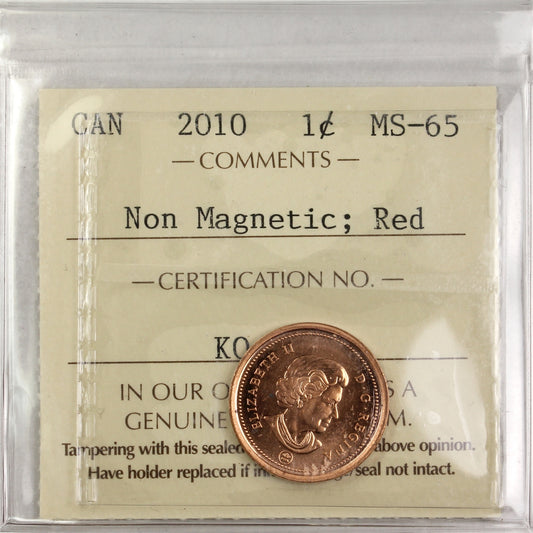 CAN 2010 1¢ MS-65
— COMMENTS —
Non Magnetic; Red
— CERTIFICATION NO. —
KO
IN OUR A
GENUINE
Tampering with this sealed above opinion.
Have holder replaced if seal not intact.
ELIZABETH II D·G·REGINA